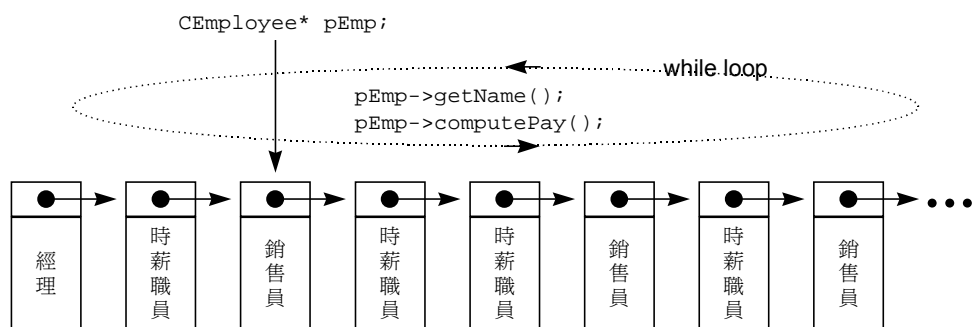 CEmployee* pEmp;
while loop
pEmp->getName();
pEmp->computePay();
經理
時薪職員
銷售員
時薪職員
時薪職員
銷售員
時薪職員
銷售員